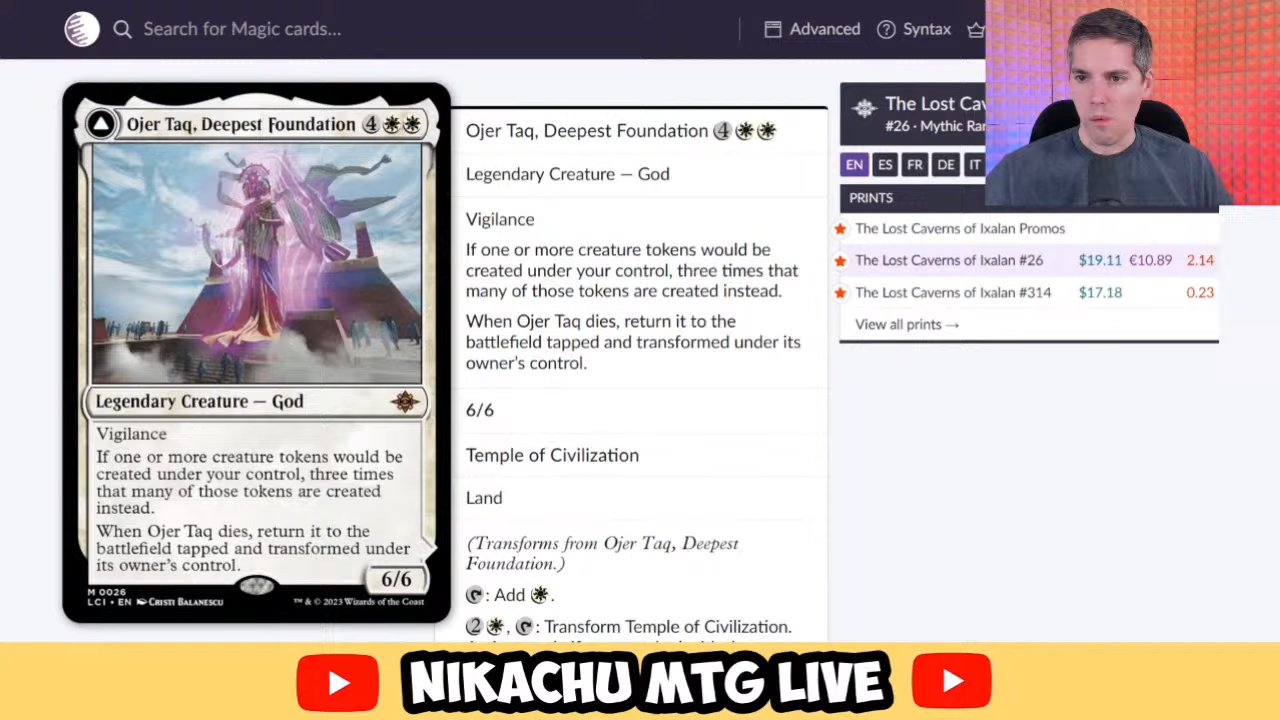 Search for Magic cards...
Advanced
Syntax
Ojer Taq, Deepest Foundation 4
Legendary Creature — God
Vigilance
If one or more creature tokens would be
created under your control, three times
that many of those tokens are created
instead.
When Ojer Taq dies, return it to the
battlefield tapped and transformed under
its owner's control.
6/6
M 0026
LCI • EN CRISTI BALANESCU
™ & © 2023 Wizards of the Coast
Ojer Taq, Deepest Foundation 4
Legendary Creature — God
Vigilance
If one or more creature tokens would be
created under your control, three times that
many of those tokens are created instead.
When Ojer Taq dies, return it to the
battlefield tapped and transformed under its
owner's control.
6/6
Temple of Civilization
Land
(Transforms from Ojer Taq, Deepest
Foundation.)
: Add .
2 , : Transform Temple of Civilization.
The Lost Cav
#26 · Mythic Rar
EN ES FR DE IT
PRINTS
The Lost Caverns of Ixalan Promos
The Lost Caverns of Ixalan #26 $19.11 €10.89 2.14
The Lost Caverns of Ixalan #314 $17.18 0.23
View all prints →
NIKACHU MTG LIVE